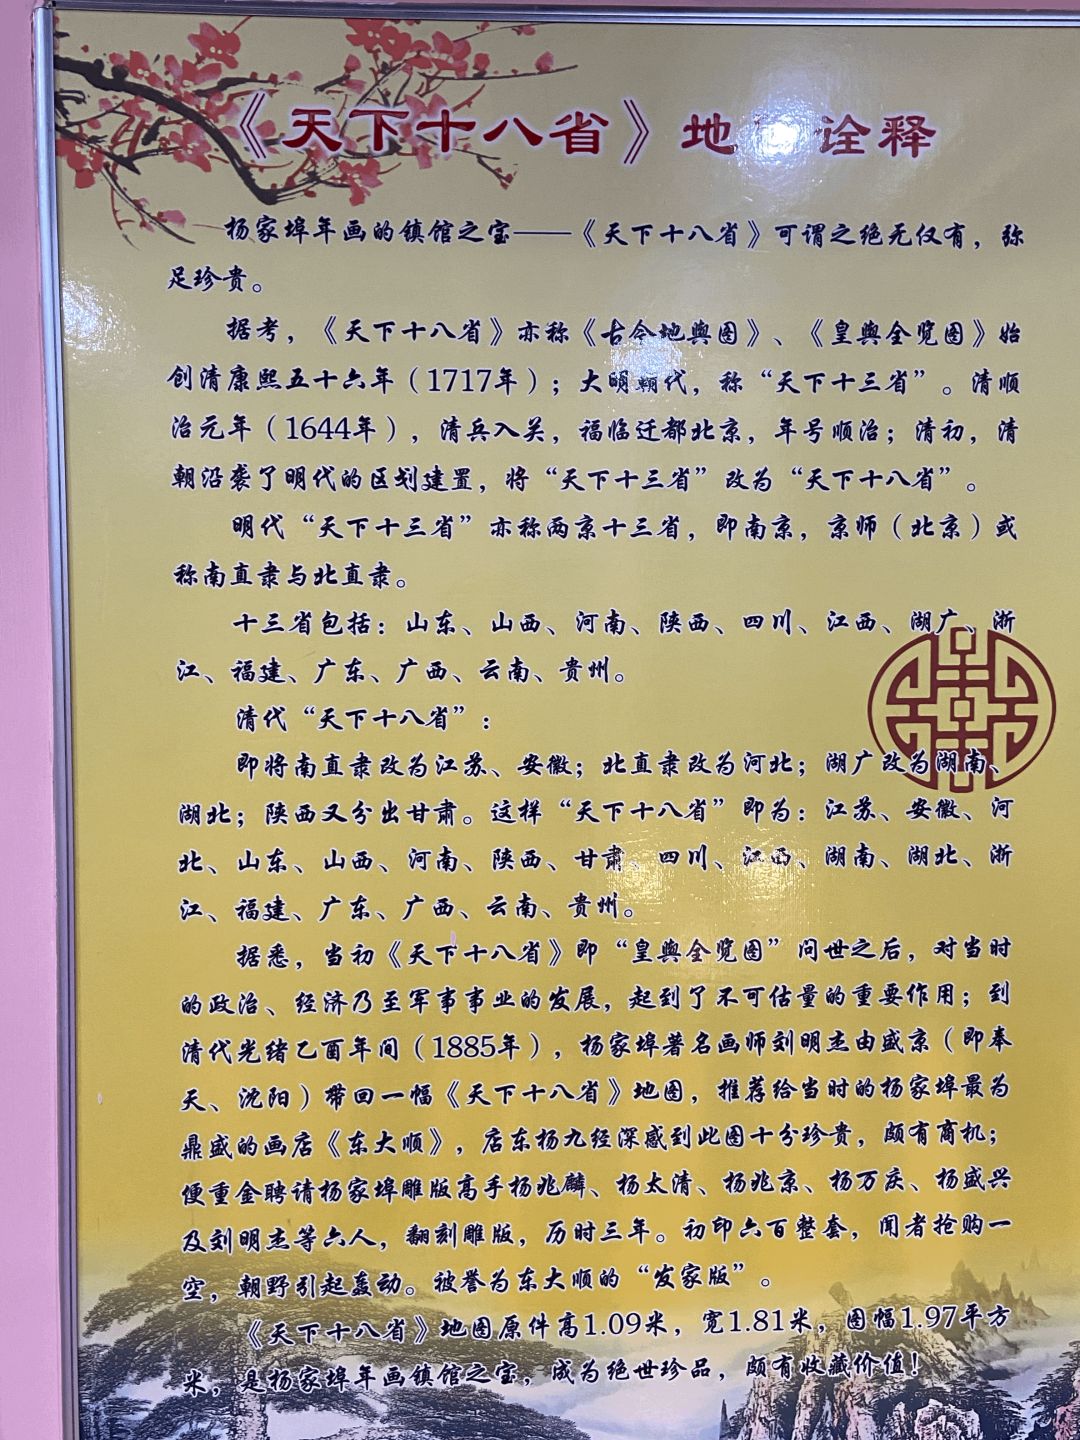 《天下十八省》地 诠释
杨家埠年画的镇馆之宝——《天下十八省》可谓之绝无仅有，弥
足珍贵。
据考，《天下十八省》亦称《古今地舆图》、《皇舆全览图》始
创清康熙五十六年（1717年）；大明朝代，称“天下十三省”。清顺
治元年（1644年），清兵入关，福临迁都北京，年号顺治；清初，清
朝沿袭了明代的区划建置，将“天下十三省”改为“天下十八省”。
明代“天下十三省”亦称两京十三省，即南京，京师（北京）或
称南直隶与北直隶。
十三省包括：山东、山西、河南、陕西、四川、江西、湖广、浙
江、福建、广东、广西、云南、贵州。
清代“天下十八省”：
即将南直隶改为江苏、安徽；北直隶改为河北；湖广改为湖南、
湖北；陕西又分出甘肃。这样“天下十八省”即为：江苏、安徽、河
北、山东、山西、河南、陕西、甘肃、四川、江西、湖南、湖北、浙
江、福建、广东、广西、云南、贵州。
据悉，当初《天下十八省》即“皇舆全览图”问世之后，对当时
的政治、经济乃至军事事业的发展，起到了不可估量的重要作用；到
清代光绪乙酉年间（1885年），杨家埠著名画师刘明杰由盛京（即奉
天、沈阳）带回一幅《天下十八省》地图，推荐给当时的杨家埠最为
鼎盛的画店《东大顺》，店东杨九经深感到此图十分珍贵，颇有商机；
便重金聘请杨家埠雕版高手杨兆麟、杨太清、杨兆京、杨万庆、杨盛兴
及刘明杰等六人，翻刻雕版，历时三年。初印六百整套，闻者抢购一
空，朝野引起轰动。被誉为东大顺的“发家版”。
《天下十八省》地图原件高1.09米，宽1.81米，图幅1.97平方
米，是杨家埠年画镇馆之宝，成为绝世珍品，颇有收藏价值！